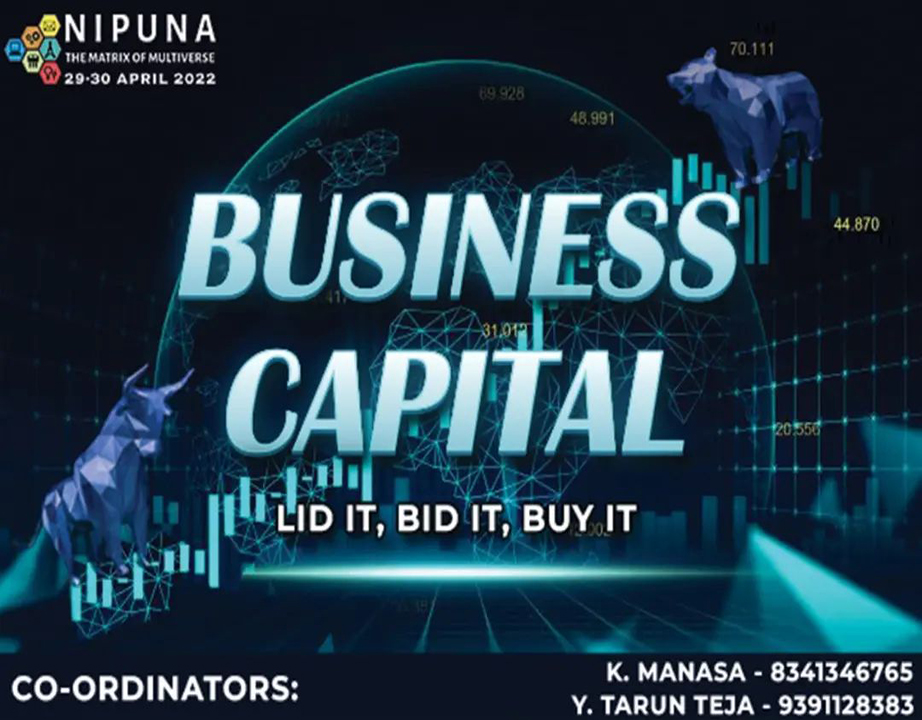 NIPUNA
THE MATRIX OF MULTIVERSE
29-30 APRIL 2022
70.111
69.928
48.991
44.870
BUSINESS
31.012
CAPITAL
20.556
LID IT, BID IT, BUY IT
CO-ORDINATORS:
K. MANASA - 8341346765
Y. TARUN TEJA - 9391128383